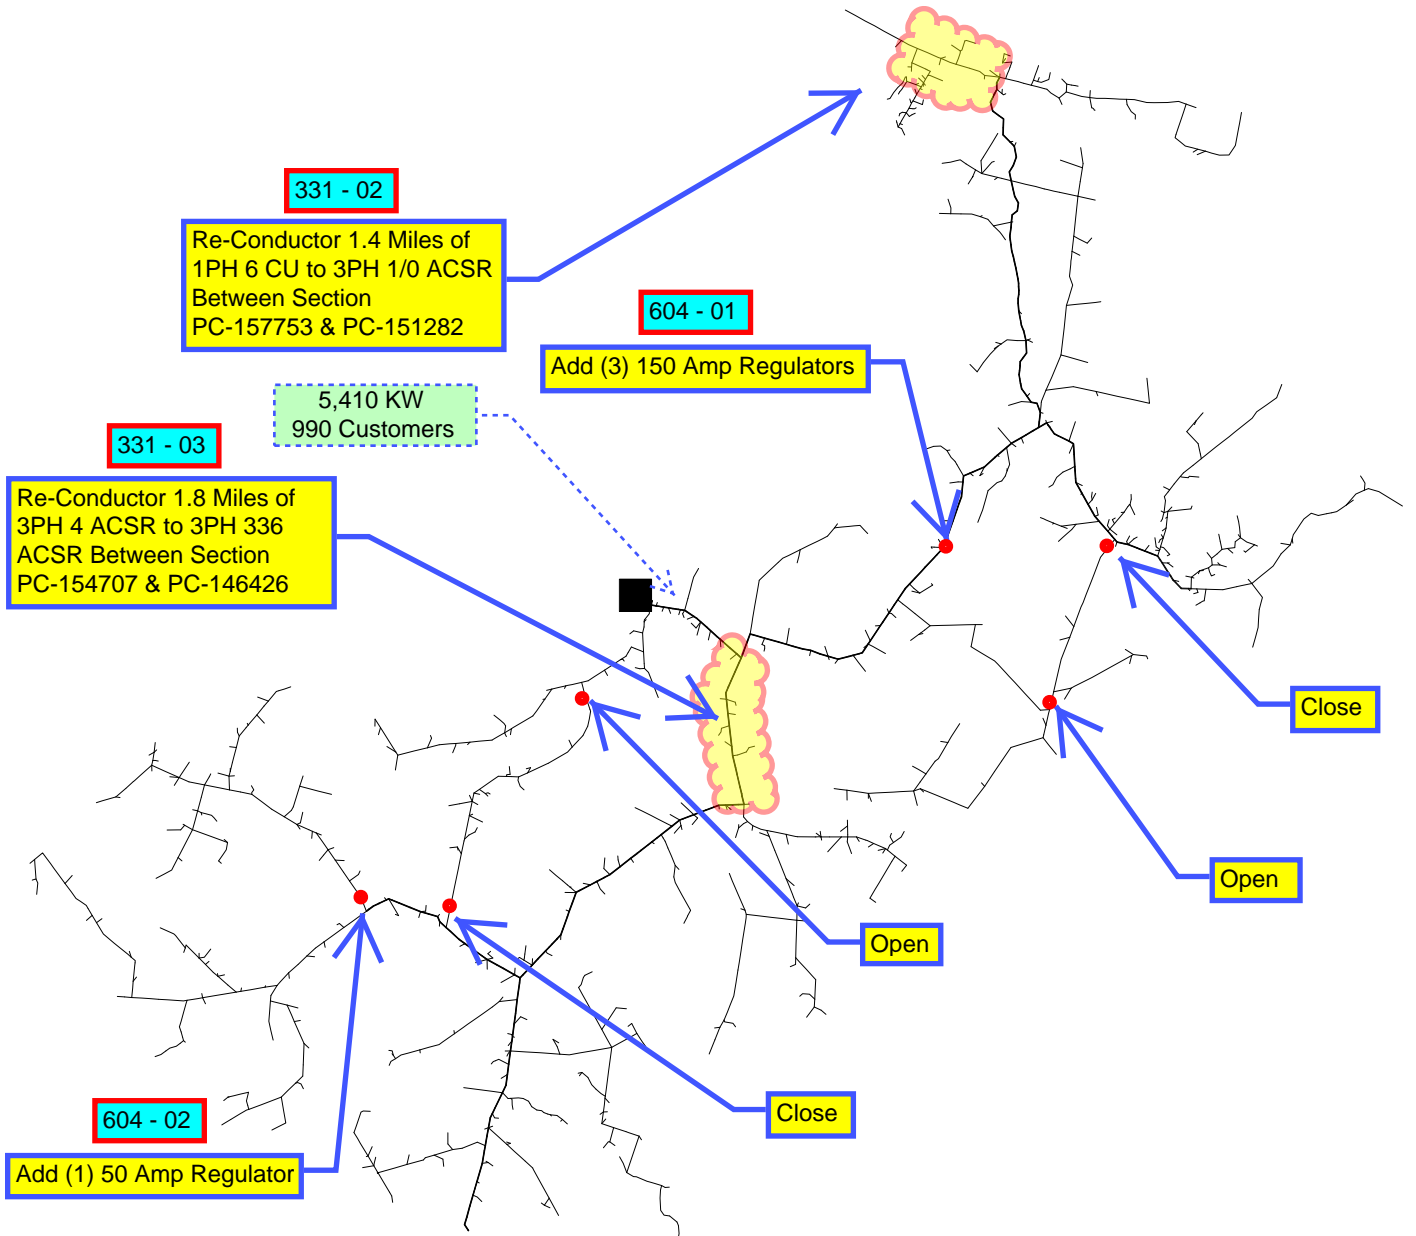 331 - 02
Re-Conductor 1.4 Miles of
1PH 6 CU to 3PH 1/0 ACSR
Between Section
PC-157753 & PC-151282
604 - 01
Add (3) 150 Amp Regulators
5,410 KW
990 Customers
331 - 03
Re-Conductor 1.8 Miles of
3PH 4 ACSR to 3PH 336
ACSR Between Section
PC-154707 & PC-146426
Close
Open
Open
Close
604 - 02
Add (1) 50 Amp Regulator